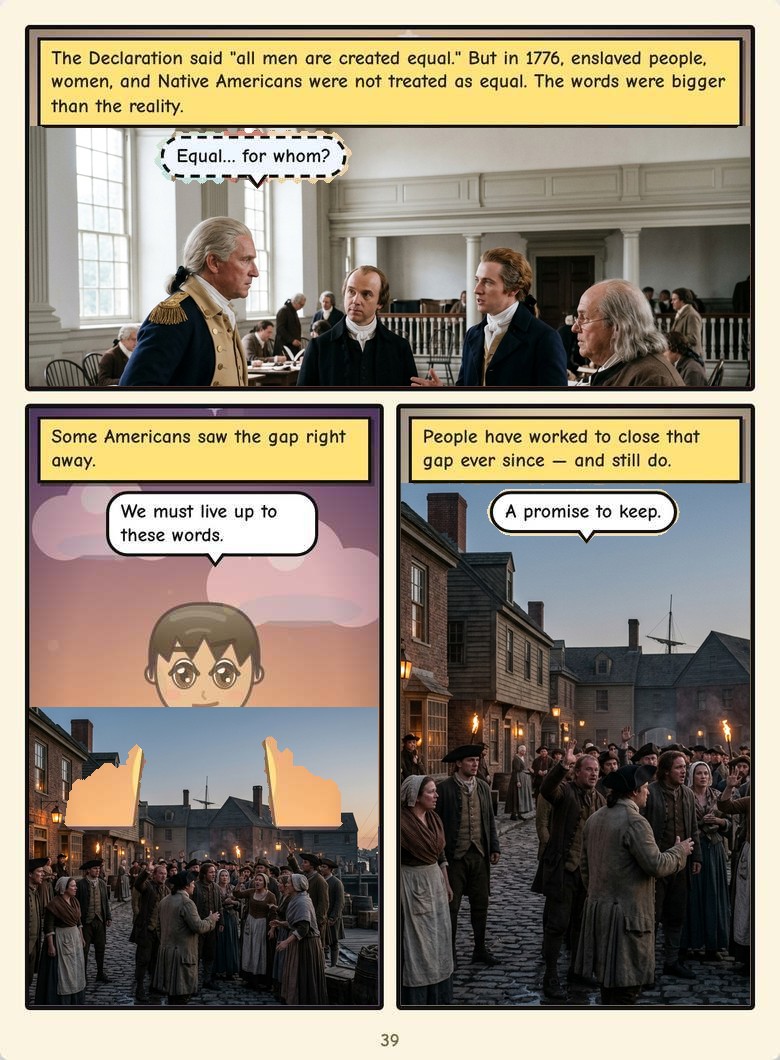 The Declaration said "all men are created equal." But in 1776, enslaved people,
women, and Native Americans were not treated as equal. The words were bigger
than the reality.
Equal... for whom?
Some Americans saw the gap right
away.
We must live up to
these words.
People have worked to close that
gap ever since — and still do.
A promise to keep.
39